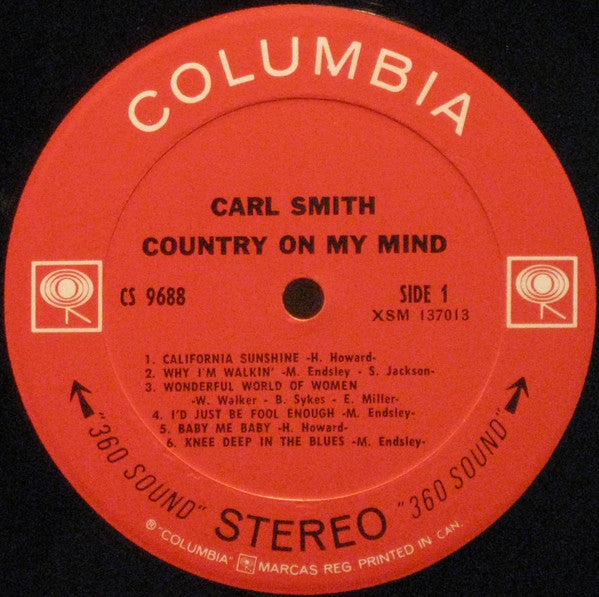 COLUMBIA
CARL SMITH
COUNTRY ON MY MIND
CS 9688
SIDE 1
XSM 137013
1. CALIFORNIA SUNSHINE -H. Howard-
2. WHY I'M WALKIN' -M. Endsley - S. Jackson-
3. WONDERFUL WORLD OF WOMEN
-W. Walker - B. Sykes - E. Miller-
4. I'D JUST BE FOOL ENOUGH -M. Endsley-
5. BABY ME BABY -H. Howard-
6. KNEE DEEP IN THE BLUES -M. Endsley-
"360 SOUND" STEREO "360 SOUND"
® "COLUMBIA" MARCAS REG. PRINTED IN CAN.